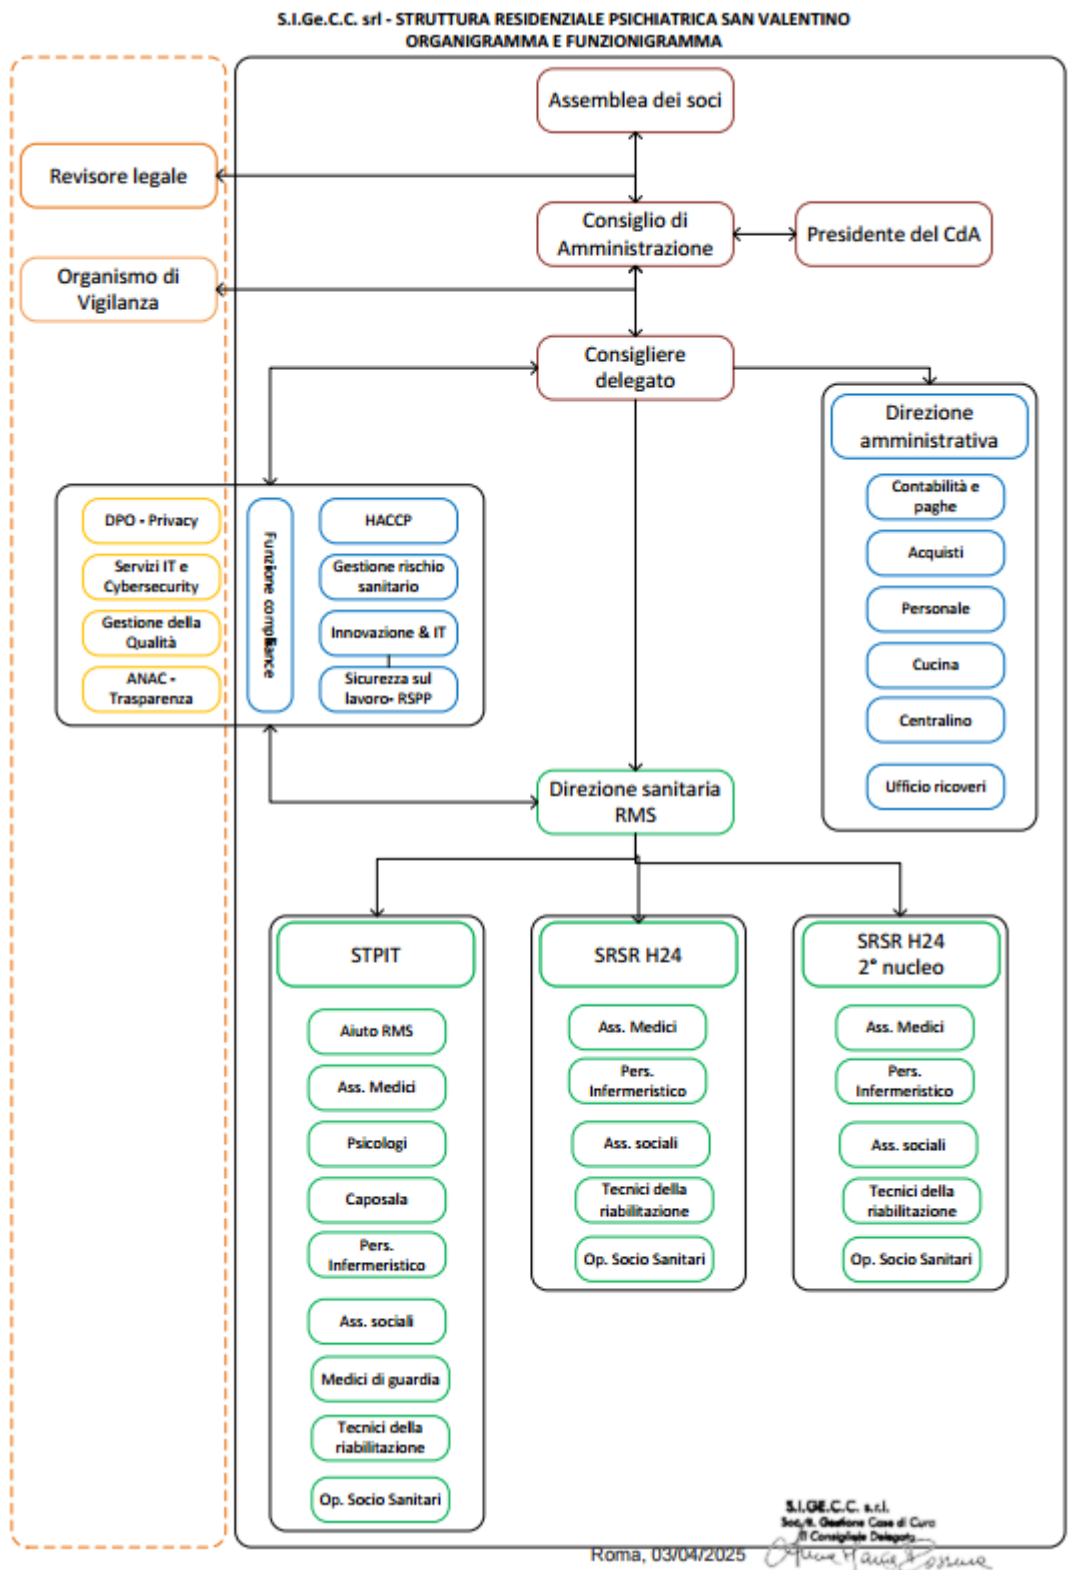 S.I.Ge.C.C. srl - STRUTTURA RESIDENZIALE PSICHIATRICA SAN VALENTINO
ORGANIGRAMMA E FUNZIONIGRAMMA
Assemblea dei soci
Revisore legale
Consiglio di
Amministrazione
Presidente del CdA
Organismo di
Vigilanza
Consigliere
delegato
Direzione
amministrativa
Contabilità e
paghe
Acquisti
Personale
Cucina
Centralino
Ufficio ricoveri
DPO - Privacy
Servizi IT e
Cybersecurity
Gestione della
Qualità
ANAC -
Trasparenza
Funzione compliance
HACCP
Gestione rischio
sanitario
Innovazione & IT
Sicurezza sul
lavoro- RSPP
Direzione sanitaria
RMS
STPIT
Aiuto RMS
Ass. Medici
Psicologi
Caposala
Pers.
Infermeristico
Ass. sociali
Medici di guardia
Tecnici della
riabilitazione
Op. Socio Sanitari
SRSR H24
Ass. Medici
Pers.
Infermeristico
Ass. sociali
Tecnici della
riabilitazione
Op. Socio Sanitari
SRSR H24
2° nucleo
Ass. Medici
Pers.
Infermeristico
Ass. sociali
Tecnici della
riabilitazione
Op. Socio Sanitari
S.I.GE.C.C. s.r.l.
Gestione Case di Cura
Il Consigliere Delegato
Roma, 03/04/2025
Anna Maria